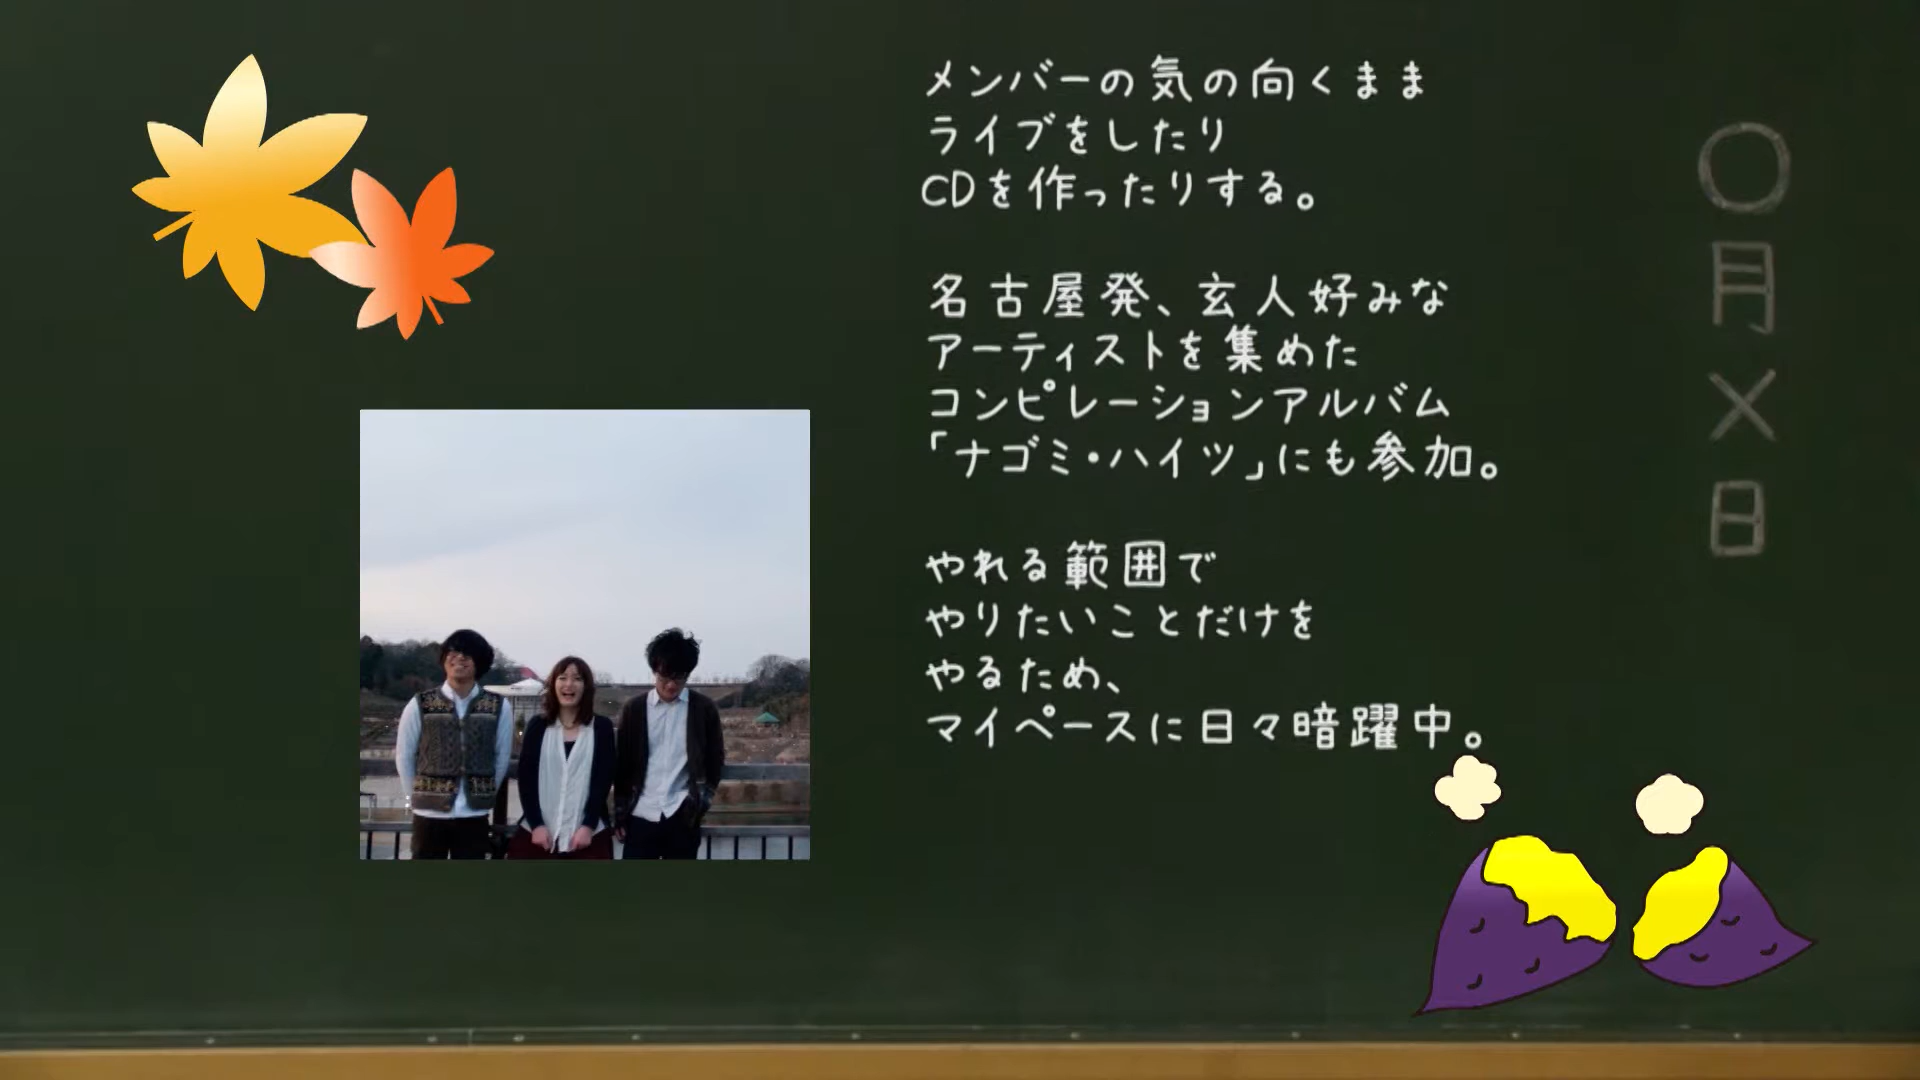 メンバーの気の向くまま
ライブをしたり
CDを作ったりする。
名古屋発、玄人好みな
アーティストを集めた
コンピレーションアルバム
「ナゴミ・ハイツ」にも参加。
やれる範囲で
やりたいことだけを
やるため、
マイペースに日々暗躍中。
〇月×日